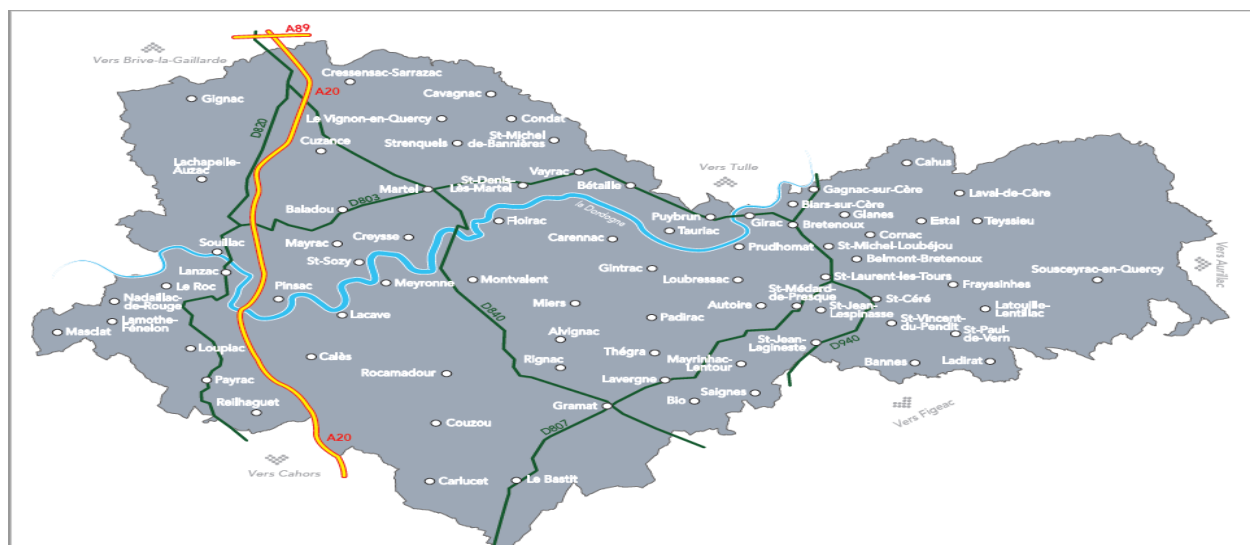 A89
Vers Brive-la-Gaillarde
Cressensac-Sarrazac
A20
Gignac
Cavagnac
D820
Le Vignon-en-Quercy
Condat
Cuzance
Strenquels
St-Michel
de-Bannières
Lachapelle-
Auzac
Vayrac
Vers Tulle
Cahus
Martel
St-Denis-
Lès-Martel
Bétaille
Gagnac-sur-Cère
Laval-de-Cère
D803
Biars-sur-Cère
Baladou
Floirac
la Dordogne
Puybrun
Girac
Bretenoux
Glanes
Estal
Teyssieu
Tauriac
Creysse
Mayrac
Carennac
Cornac
Souillac
Prudhomat
St-Michel-Loubéjou
St-Sozy
Belmont-Bretenoux
Vers Aurillac
Lanzac
Gintrac
Sousceyrac-en-Quercy
Le Roc
Pinsac
Meyronne
Montvalent
Loubressac
St-Laurent-les-Tours
Frayssinhes
Nadaillac-
de-Rouge
St-Médard-
de-Presque
St-Céré
Miers
Autoire
St-Jean-
Lespinasse
Latouille-
Lentillac
Lamothe-
Fénelon
Lacave
D840
Padirac
St-Vincent-
du-Pendit
Masclat
St-Paul-
de-Vern
Alvignac
St-Jean-
Lagineste
D940
Loupiac
Calès
Thégra
Rignac
Mayrinhac-
Lentour
Bannes
Ladirat
Rocamadour
Payrac
Lavergne
Saignes
Reilhaguet
Gramat
Bio
Vers Figeac
Couzou
D807
A20
Vers Cahors
Carlucet
Le Bastit